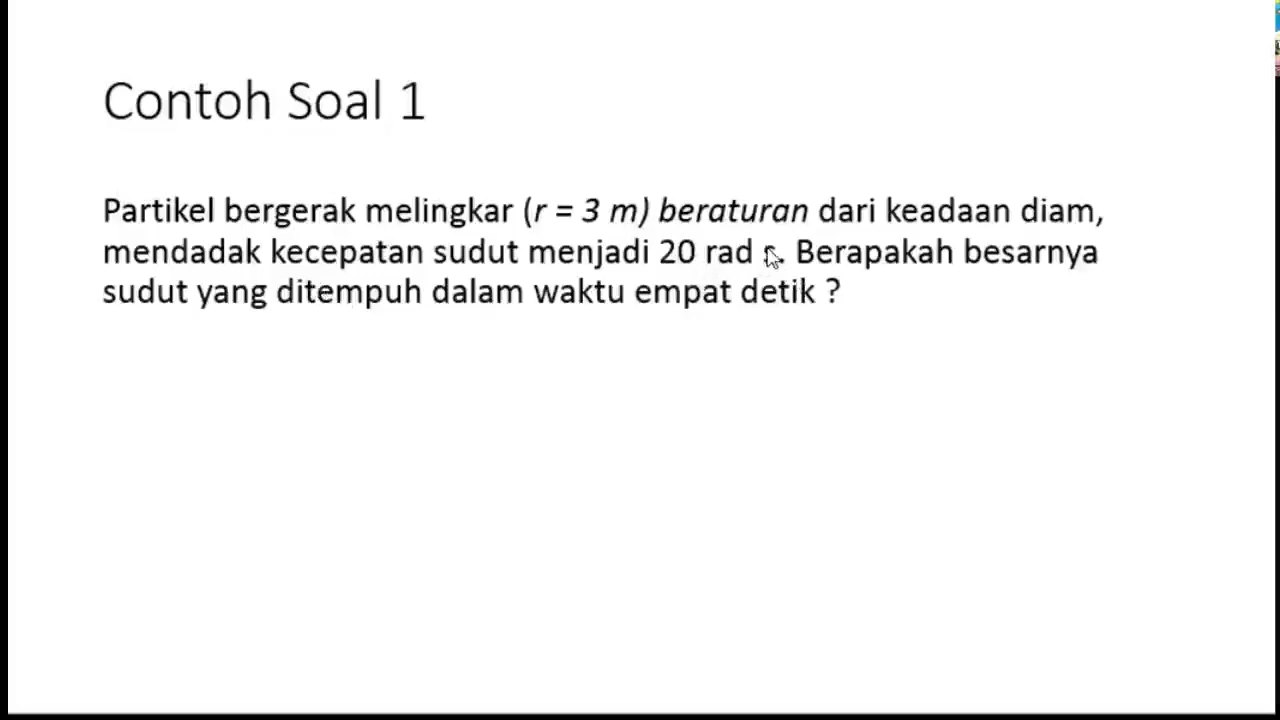 Contoh Soal 1
Partikel bergerak melingkar (r = 3 m) beraturan dari keadaan diam,
mendadak kecepatan sudut menjadi 20 rad Berapakah besarnya
sudut yang ditempuh dalam waktu empat detik ?